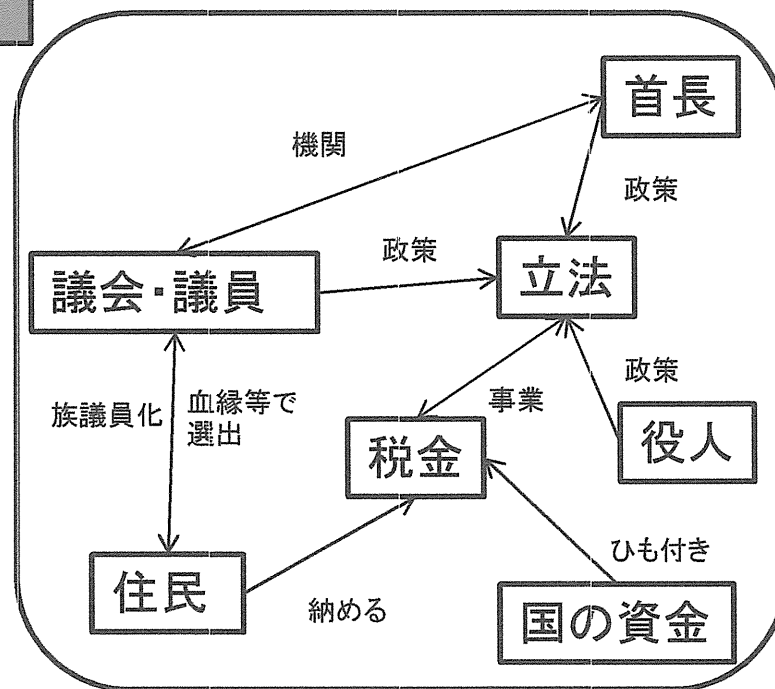 首長
機関
政策
議会・議員
政策
立法
族議員化
血縁等で
選出
事業
政策
税金
役人
住民
納める
ひも付き
国の資金